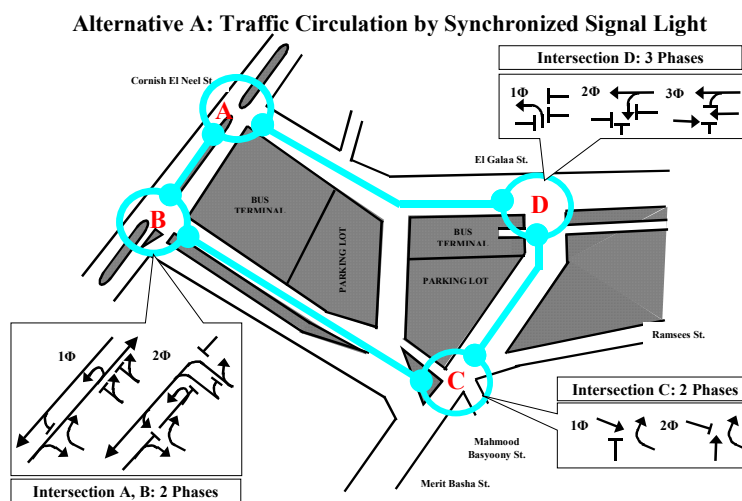 Alternative A: Traffic Circulation by Synchronized Signal Light
Intersection D: 3 Phases
1Φ 2Φ 3Φ
Cornish El Neel St.
A
El Galaa St.
BUS
TERMINAL
PARKING LOT
BUS
TERMINAL
D
B
PARKING LOT
Ramsees St.
1Φ 2Φ
C
Intersection C: 2 Phases
1Φ 2Φ
Mahmood
Basyoony St.
Merit Basha St.
Intersection A, B: 2 Phases